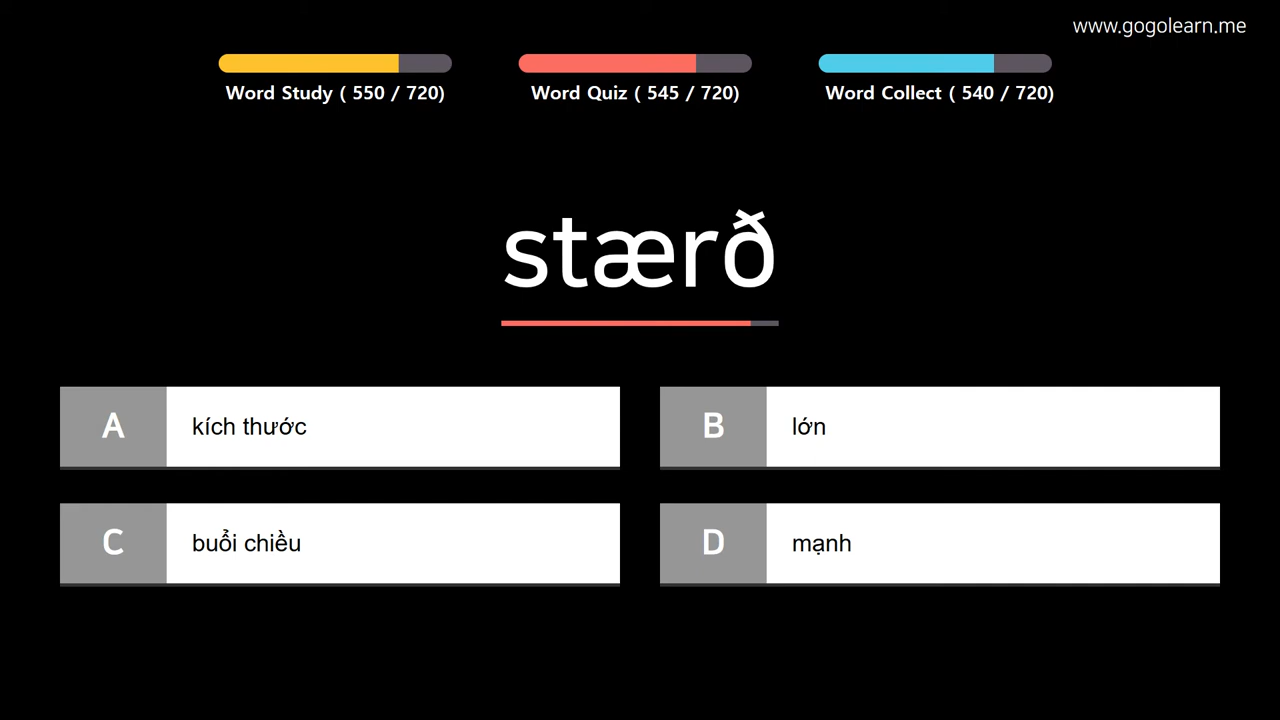 www.gogolearn.me
Word Study ( 550 / 720)
Word Quiz ( 545 / 720)
Word Collect ( 540 / 720)
stærð
A kích thước
B lớn
C buổi chiều
D mạnh